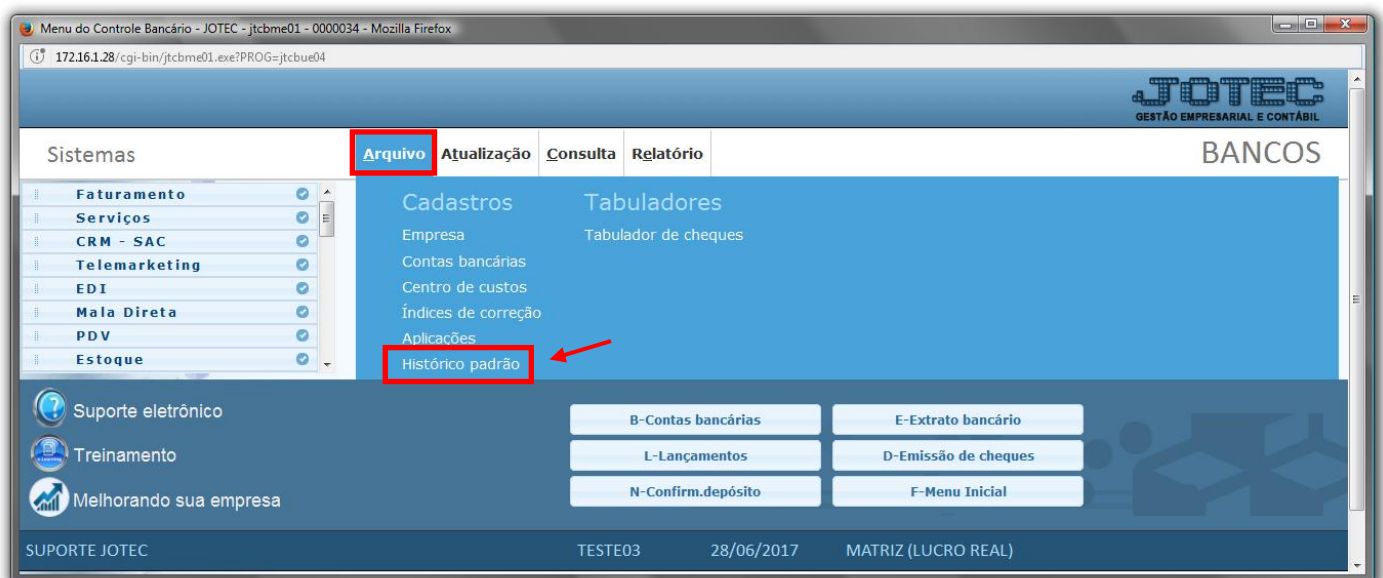 Menu do Controle Bancário - JOTEC - jtcbme01 - 0000034 - Mozilla Firefox
172.16.1.28/cgi-bin/jtcbme01.exe?PROG=jtcbue04
JOTEC
GESTÃO EMPRESARIAL E CONTÁBIL
Sistemas
Arquivo Atualização Consulta Relatório
BANCOS
Faturamento
Serviços
CRM - SAC
Telemarketing
EDI
Mala Direta
PDV
Estoque
Cadastros
Empresa
Contas bancárias
Centro de custos
Índices de correção
Aplicações
Histórico padrão
Tabuladores
Tabulador de cheques
Suporte eletrônico
Treinamento
Melhorando sua empresa
B-Contas bancárias
E-Extrato bancário
L-Lançamentos
D-Emissão de cheques
N-Confirm.depósito
F-Menu Inicial
SUPORTE JOTEC TESTE03 28/06/2017 MATRIZ (LUCRO REAL)